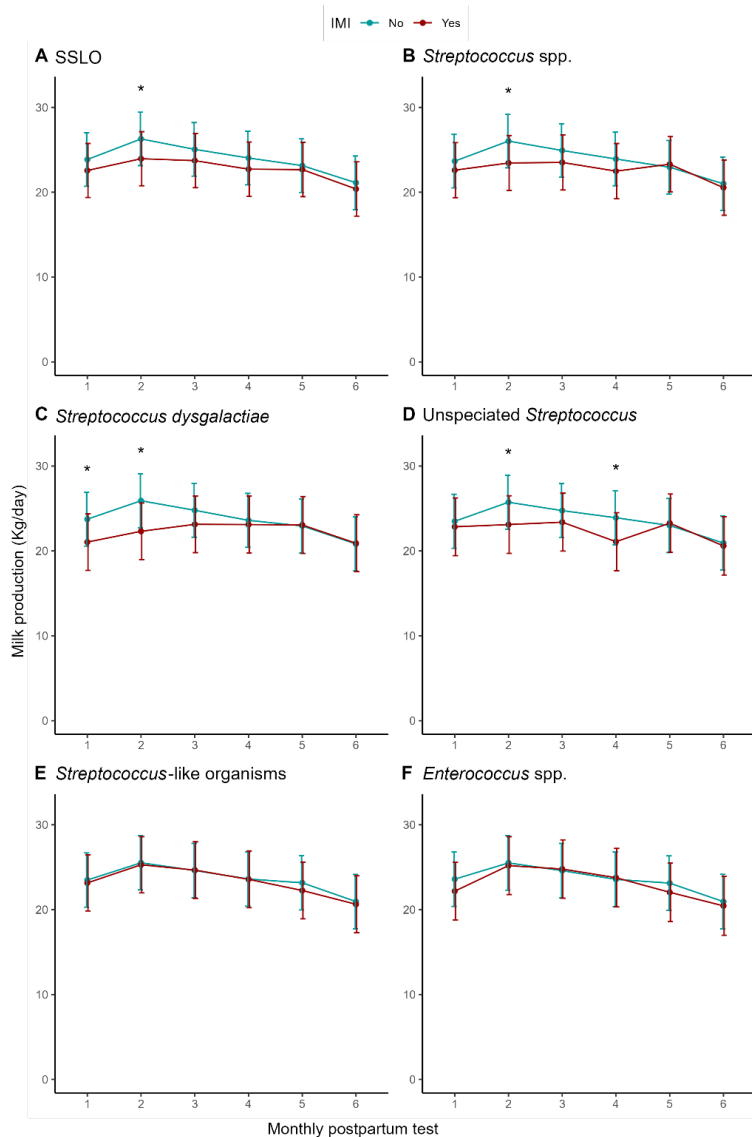 IMI No Yes
A SSLO
*
30
20
10
0
1 2 3 4 5 6
B Streptococcus spp.
*
30
20
10
0
1 2 3 4 5 6
C Streptococcus dysgalactiae
* *
30
20
10
0
1 2 3 4 5 6
D Unspeciated Streptococcus
* *
30
20
10
0
1 2 3 4 5 6
Milk production (Kg/day)
E Streptococcus-like organisms
30
20
10
0
1 2 3 4 5 6
F Enterococcus spp.
30
20
10
0
1 2 3 4 5 6
Monthly postpartum test